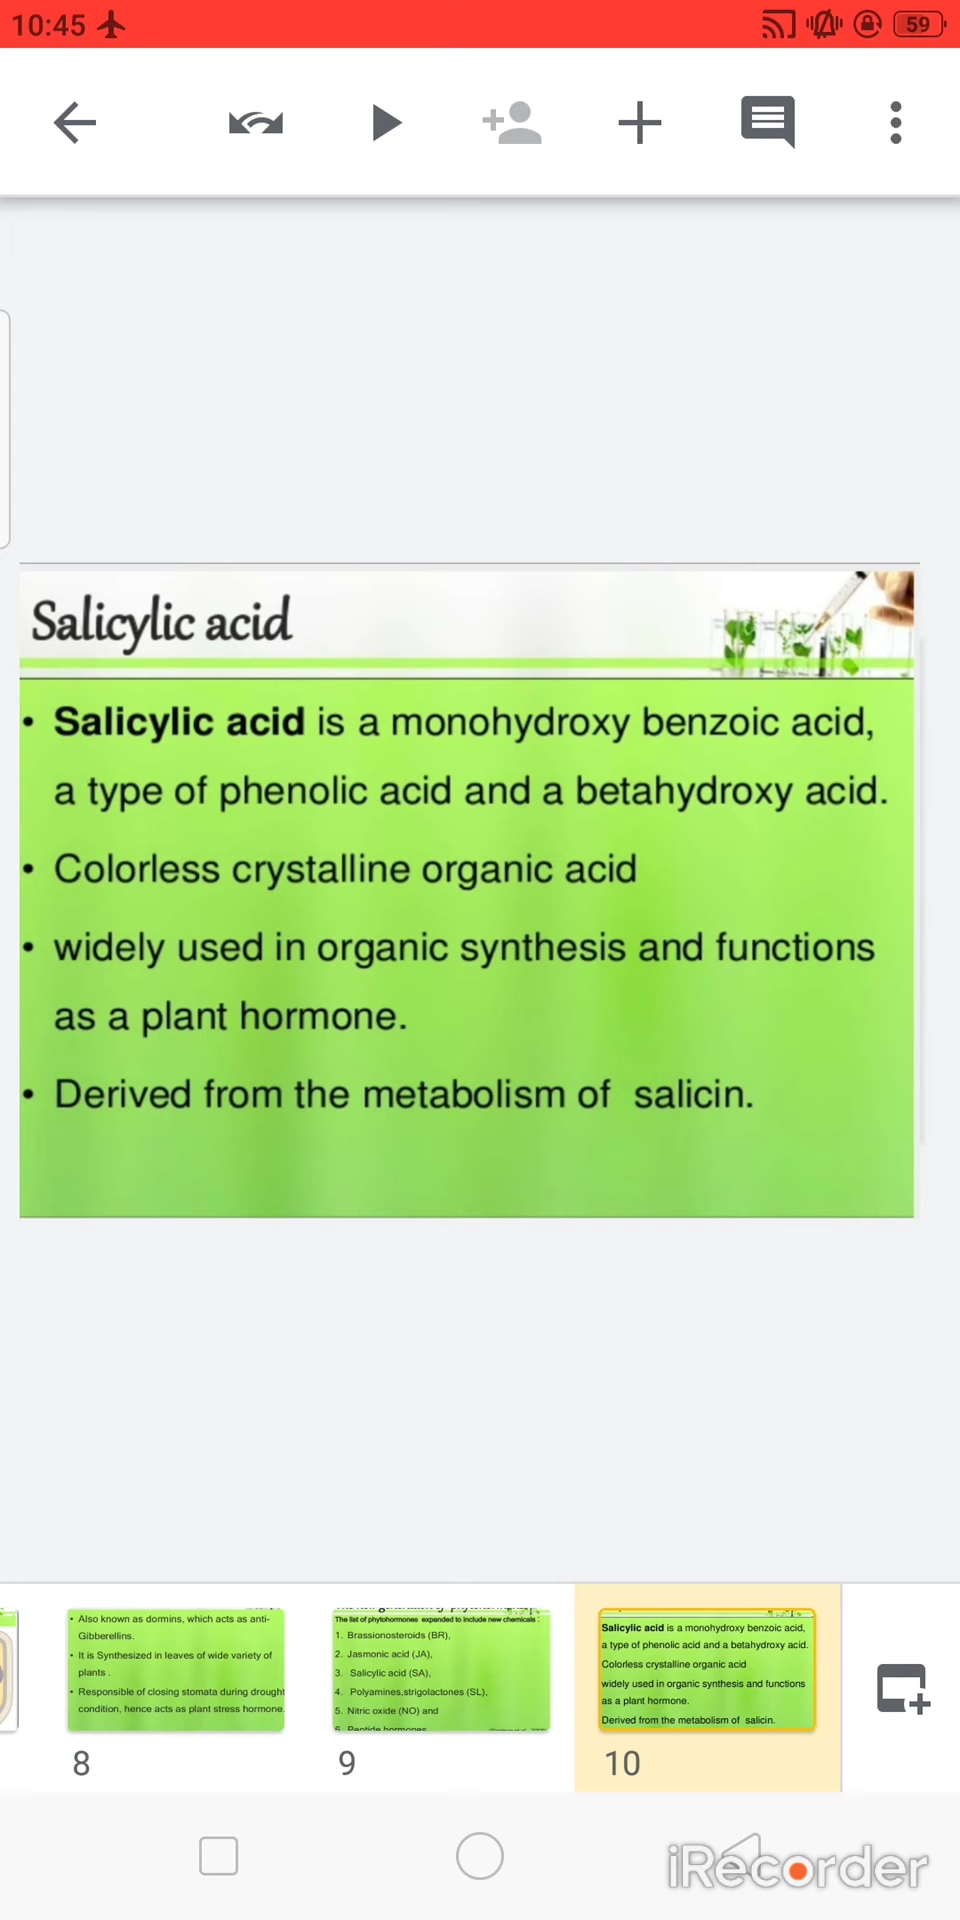 10:45
59
Salicylic acid
• Salicylic acid is a monohydroxy benzoic acid,
a type of phenolic acid and a betahydroxy acid.
• Colorless crystalline organic acid
• widely used in organic synthesis and functions
as a plant hormone.
• Derived from the metabolism of salicin.
• Also known as dormins, which acts as anti-
Gibberellins.
• It is Synthesized in leaves of wide variety of
plants .
• Responsible of closing stomata during drought
condition, hence acts as plant stress hormone.
8
The list of phytohormones expanded to include new chemicals :
1. Brassionosteroids (BR),
2. Jasmonic acid (JA),
3. Salicylic acid (SA),
4. Polyamines,strigolactones (SL),
5. Nitric oxide (NO) and
6. Peptide hormones
9
Salicylic acid is a monohydroxy benzoic acid,
a type of phenolic acid and a betahydroxy acid.
Colorless crystalline organic acid
widely used in organic synthesis and functions
as a plant hormone.
Derived from the metabolism of salicin.
10
iRecorder